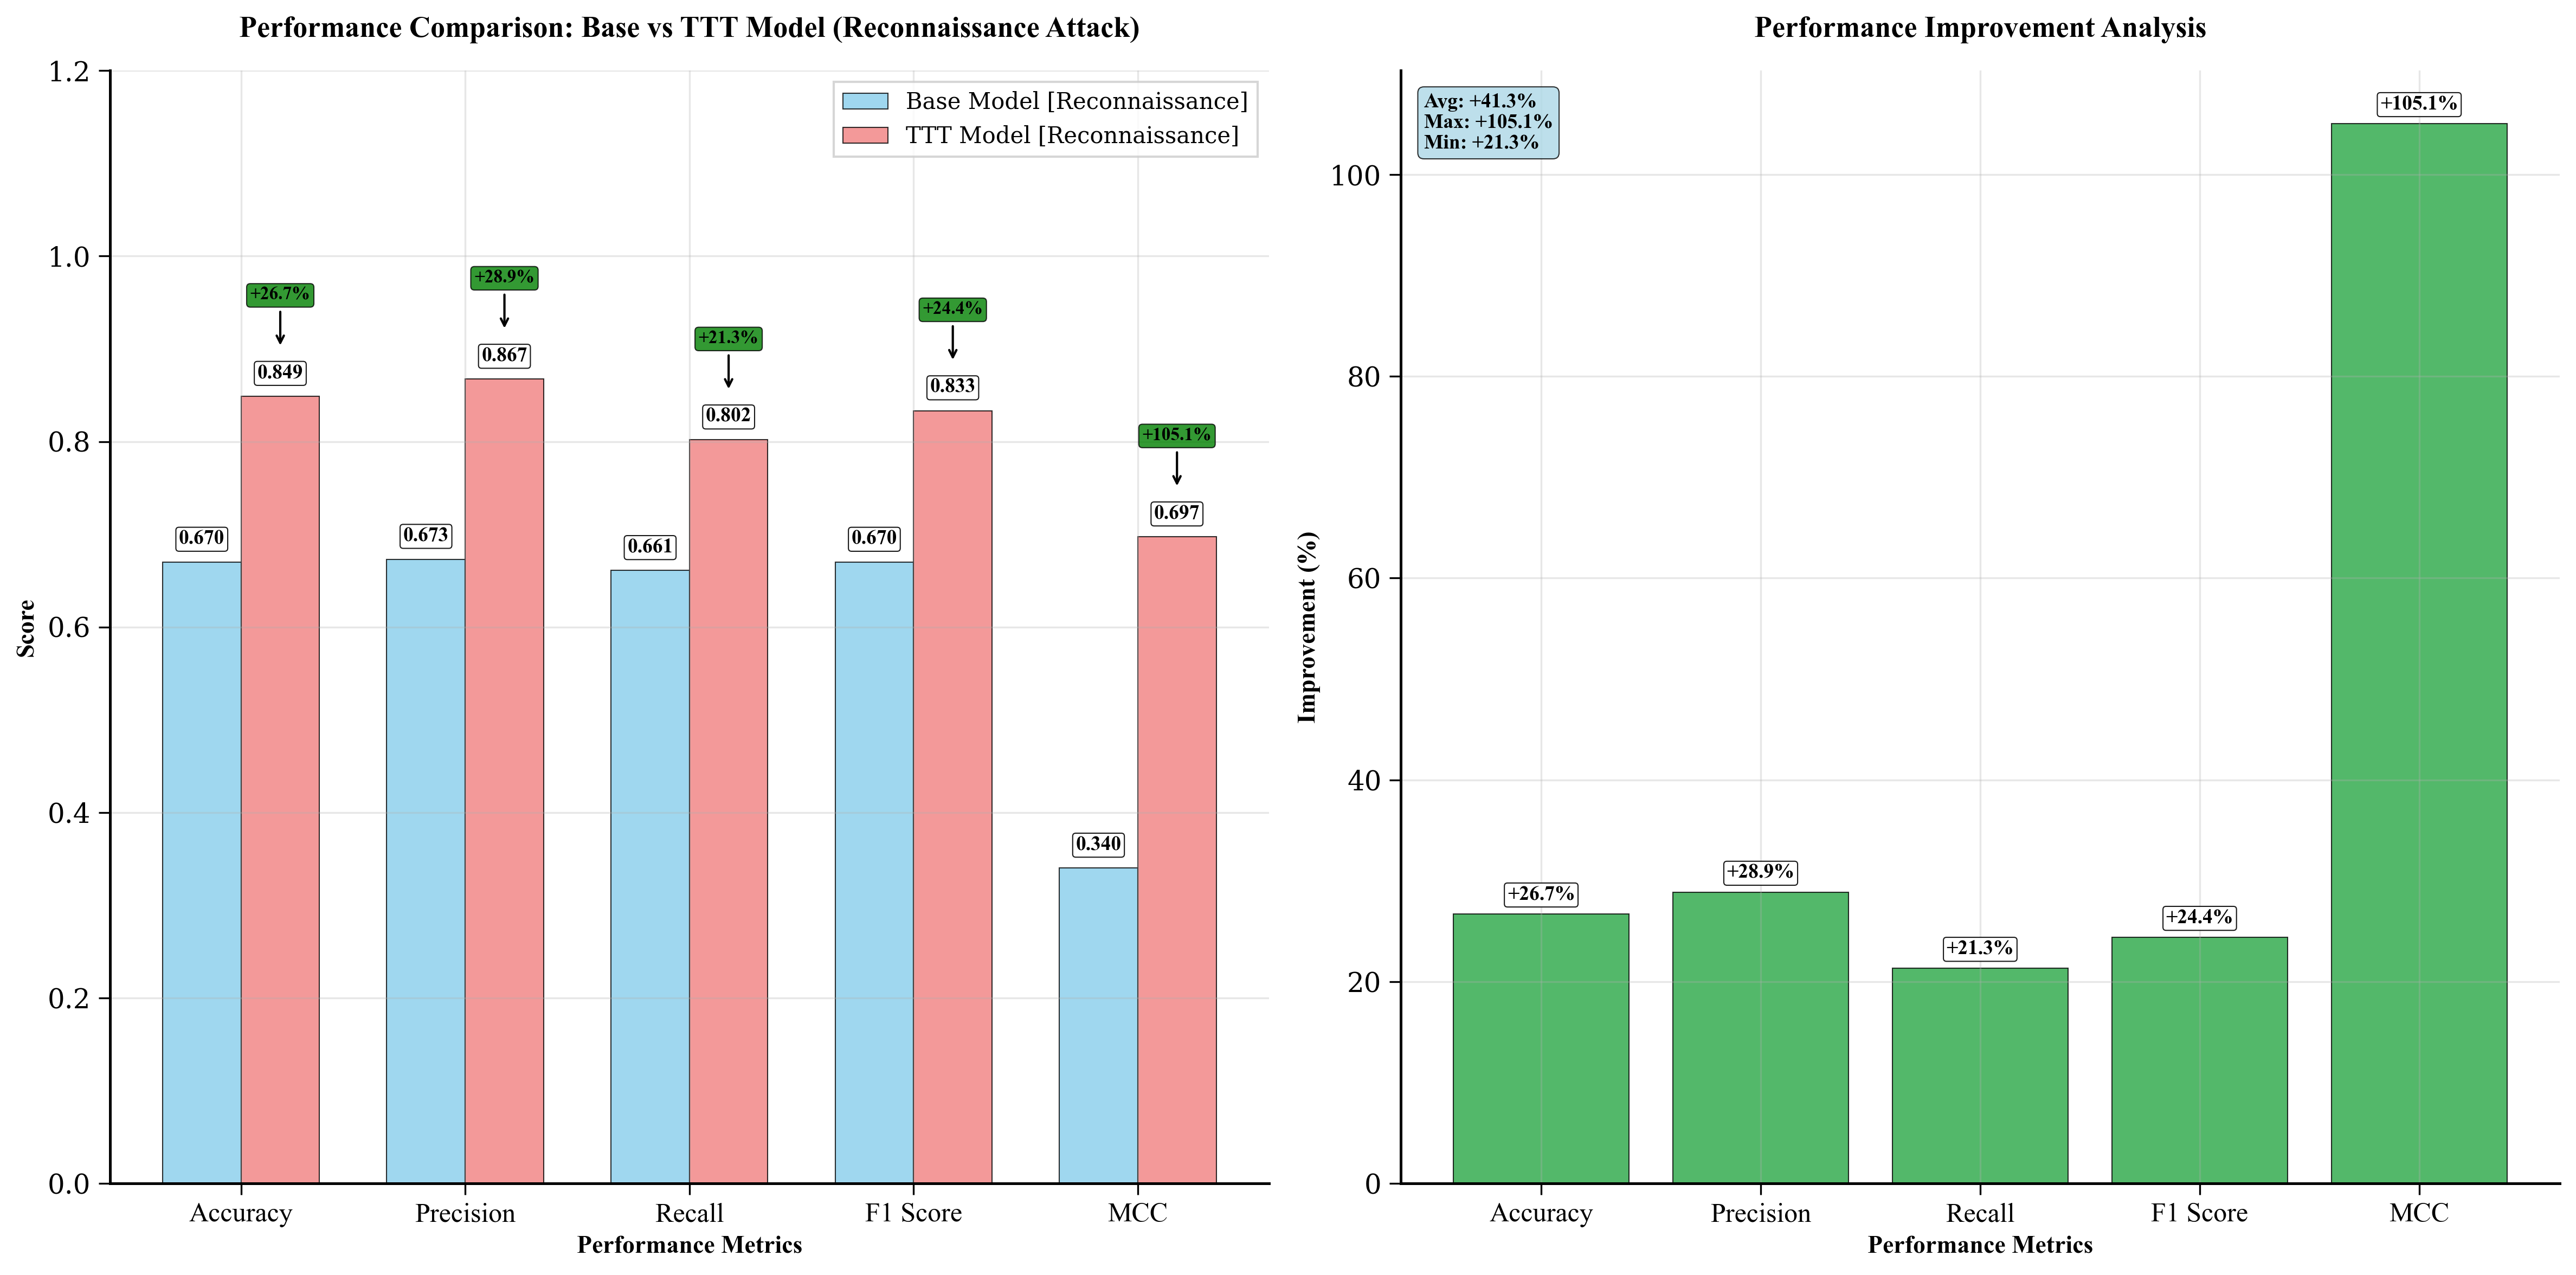 Performance Comparison: Base vs TTT Model (Reconnaissance Attack)
Base Model [Reconnaissance]
TTT Model [Reconnaissance]
Score
1.2
1.0
0.8
0.6
0.4
0.2
0.0
+26.7%
+28.9%
+21.3%
+24.4%
+105.1%
0.670
0.849
0.673
0.867
0.661
0.802
0.670
0.833
0.340
0.697
Accuracy
Precision
Recall
F1 Score
MCC
Performance Metrics
Performance Improvement Analysis
Avg: +41.3%
Max: +105.1%
Min: +21.3%
Improvement (%)
100
80
60
40
20
0
+26.7%
+28.9%
+21.3%
+24.4%
+105.1%
Accuracy
Precision
Recall
F1 Score
MCC
Performance Metrics